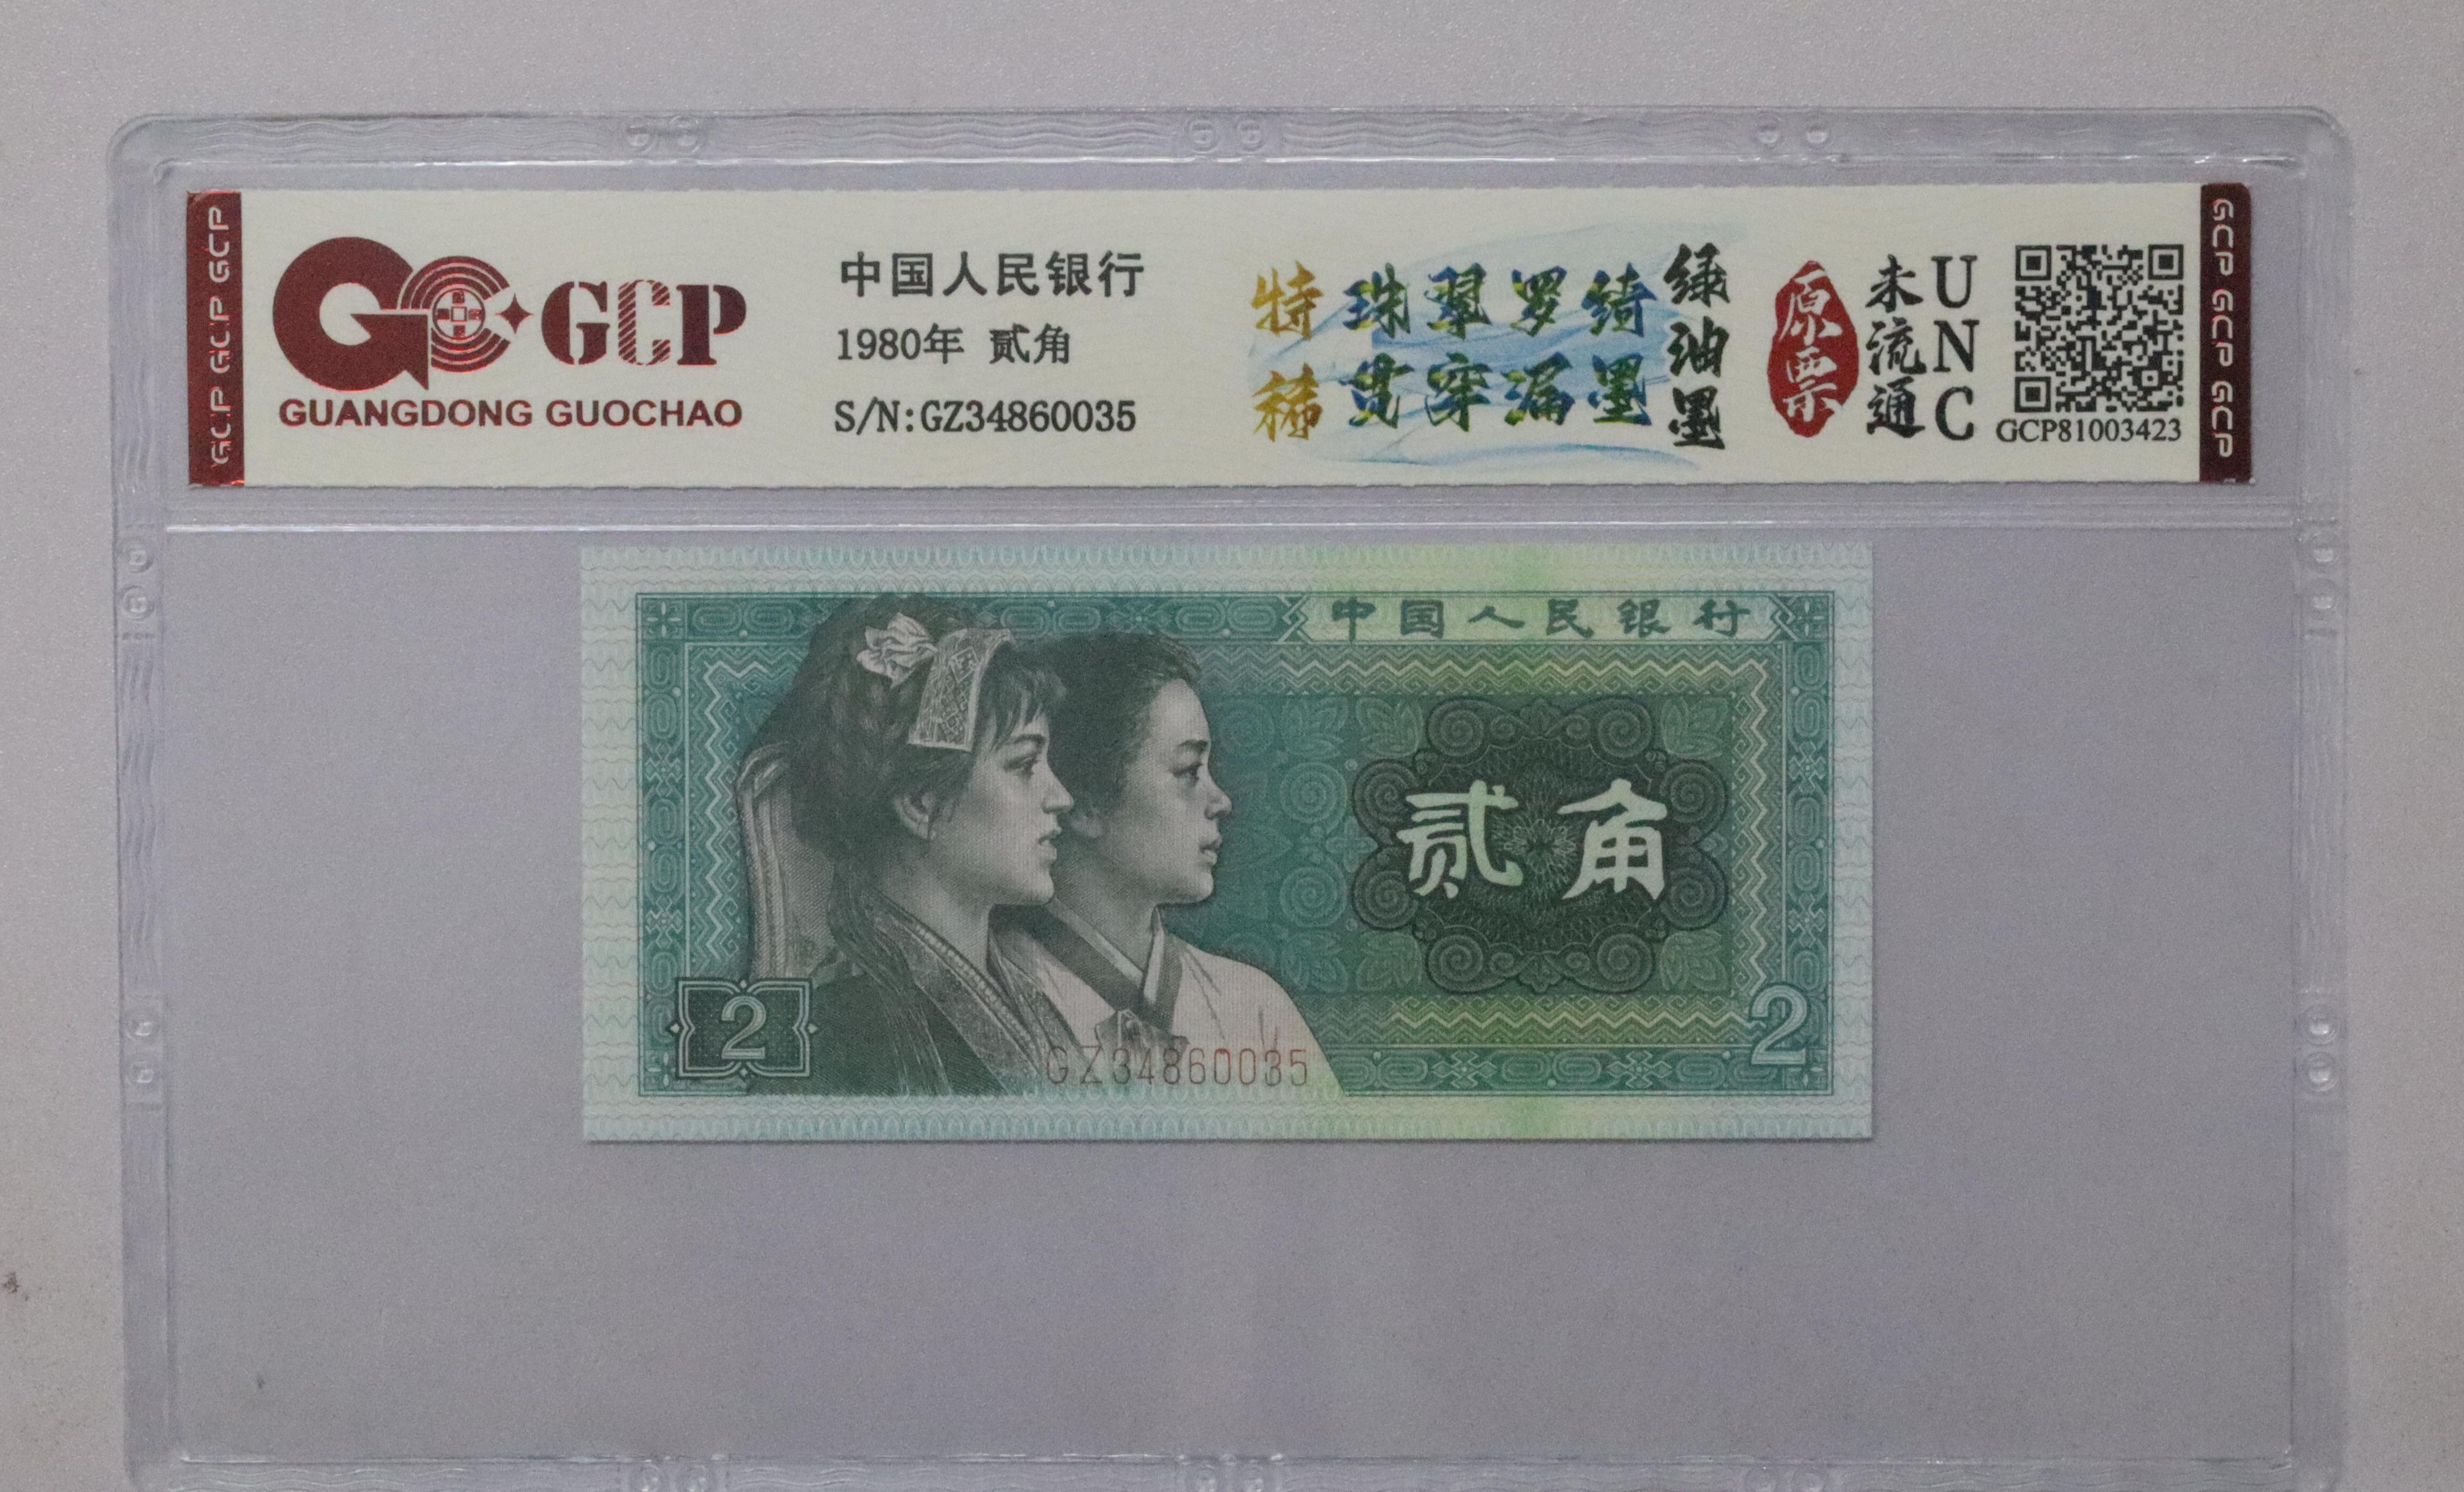 GCP GCP GCP
GCP
GUANGDONG GUOCHAO
中国人民银行
1980年 贰角
S/N:GZ34860035
特稀
珠翠罗绮
贯穿漏墨
绿油墨
原票
未流通
UNC
GCP81003423
GCP GCP GCP
中国人民银行
贰角
2
GZ34860035
2